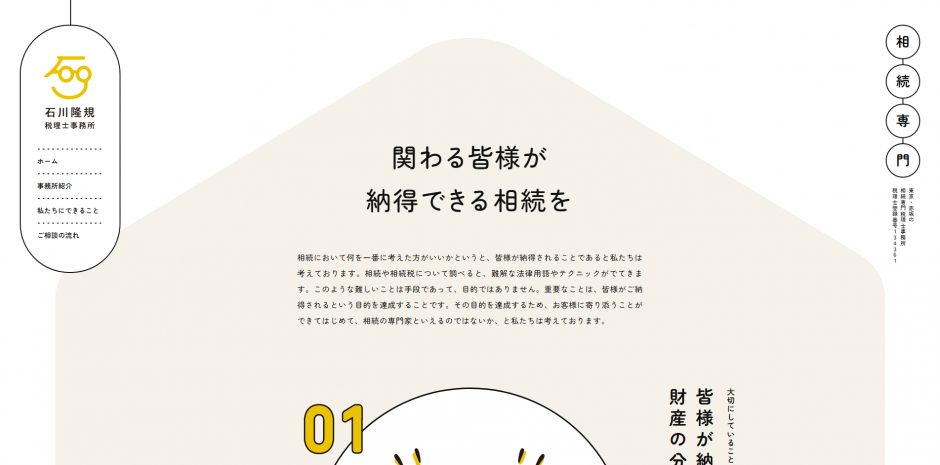 石川隆規
税理士事務所
ホーム
事務所紹介
私たちにできること
ご相談の流れ
関わる皆様が
納得できる相続を
相続において何を一番に考えた方がいいかというと、皆様が納得されることであると私たちは
考えております。相続や相続税について調べると、難解な法律用語やテクニックがでてきま
す。このような難しいことは手段であって、目的ではありません。重要なことは、皆様がご納
得されるという目的を達成することです。その目的を達成するため、お客様に寄り添うことが
できてはじめて、相続の専門家といえるのではないか、と私たちは考えております。
01
大切にしていること
皆様が納
財産の分
相続専門
東京・赤坂の
相続専門税理士事務所
税理士登録番号134361